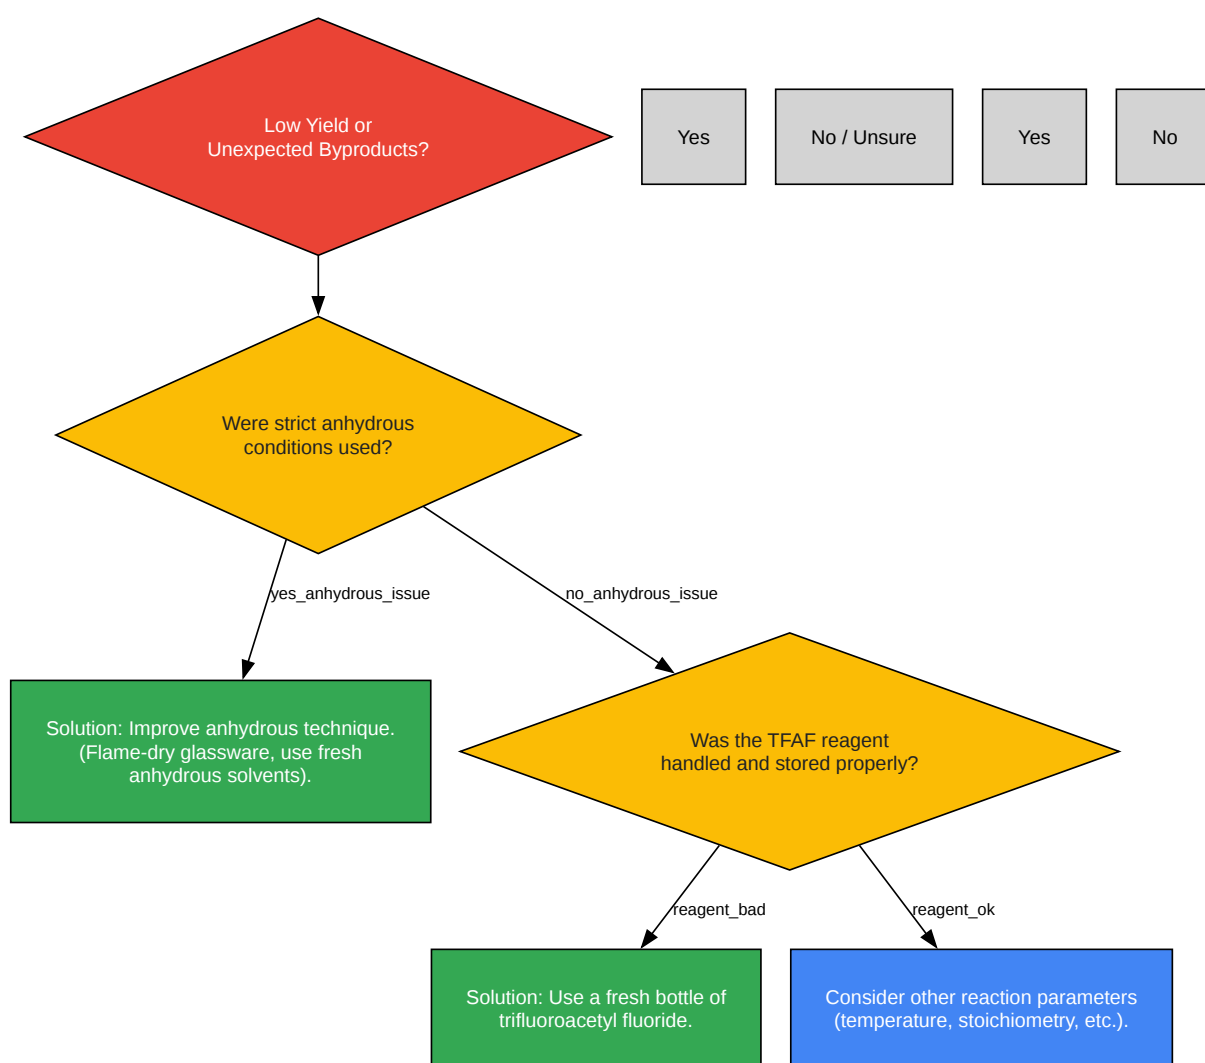 Low Yield or
Unexpected Byproducts?
Yes
No / Unsure
Yes
No
Were strict anhydrous
conditions used?
yes_anhydrous_issue
no_anhydrous_issue
Solution: Improve anhydrous technique.
(Flame-dry glassware, use fresh
anhydrous solvents).
Was the TFAF reagent
handled and stored properly?
reagent_bad
reagent_ok
Solution: Use a fresh bottle of
trifluoroacetyl fluoride.
Consider other reaction parameters
(temperature, stoichiometry, etc.).